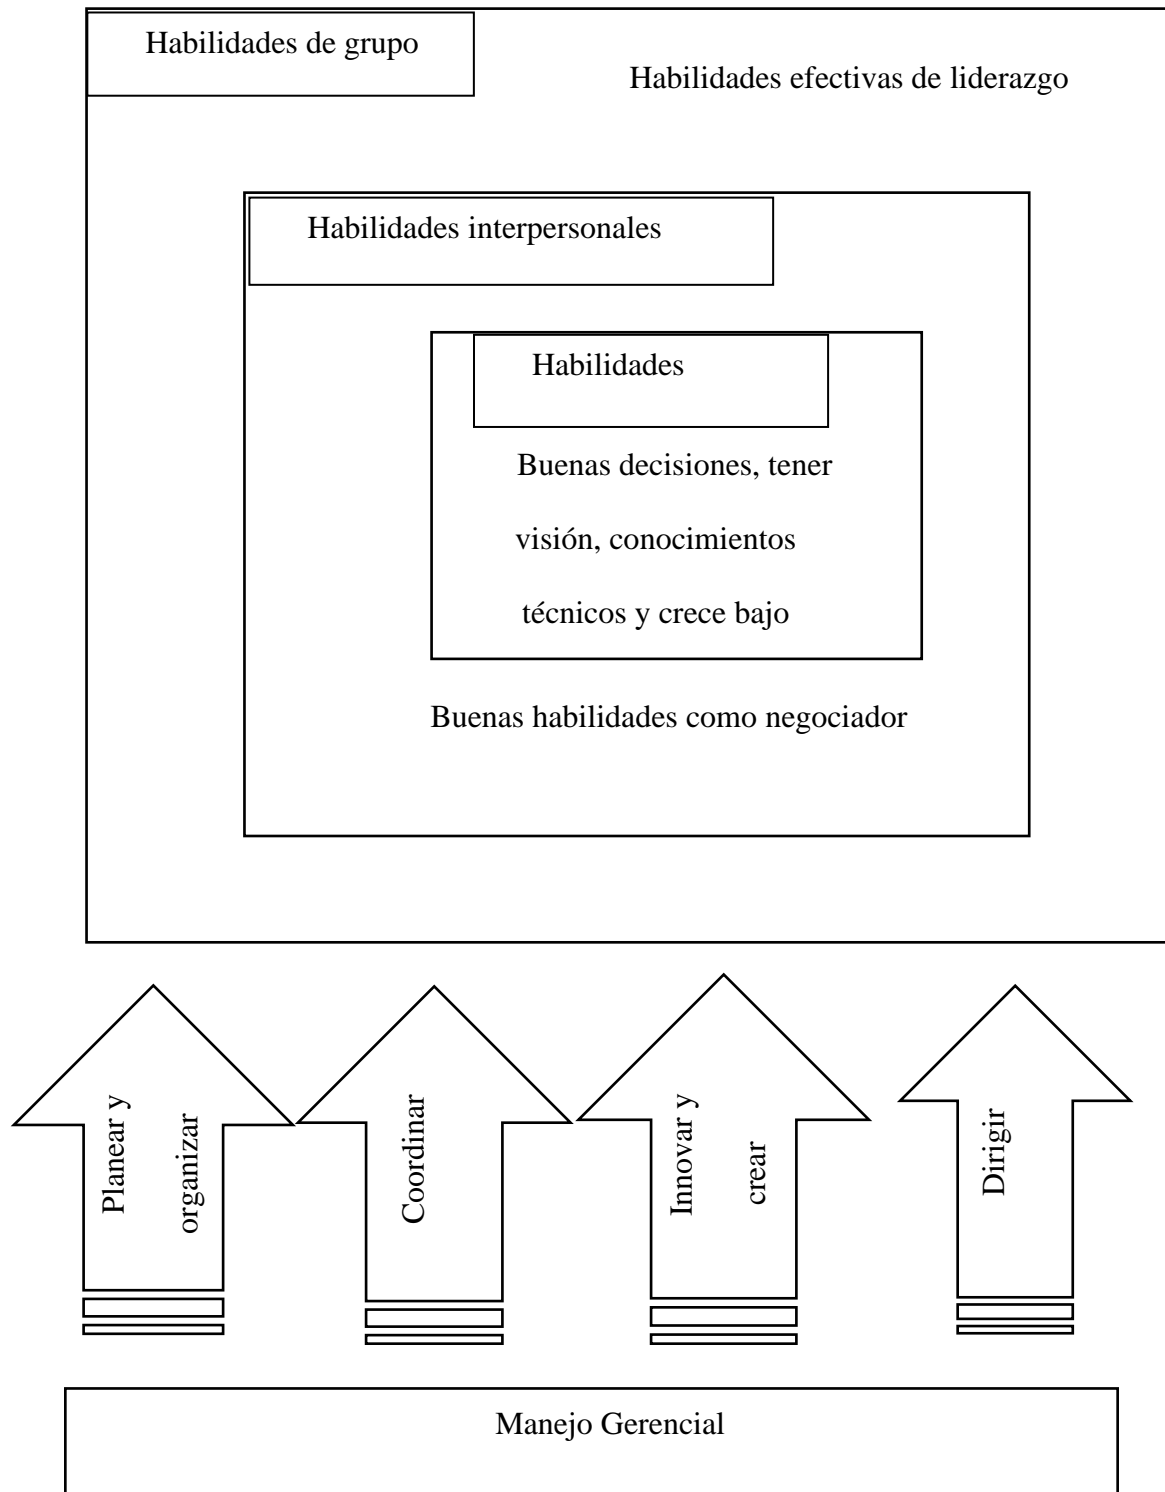 Habilidades de grupo
Habilidades efectivas de liderazgo
Habilidades interpersonales
Habilidades
Buenas decisiones, tener
visión, conocimientos
técnicos y crece bajo
Buenas habilidades como negociador
Planear y
organizar
Coordinar
Innovar y
crear
Dirigir
Manejo Gerencial